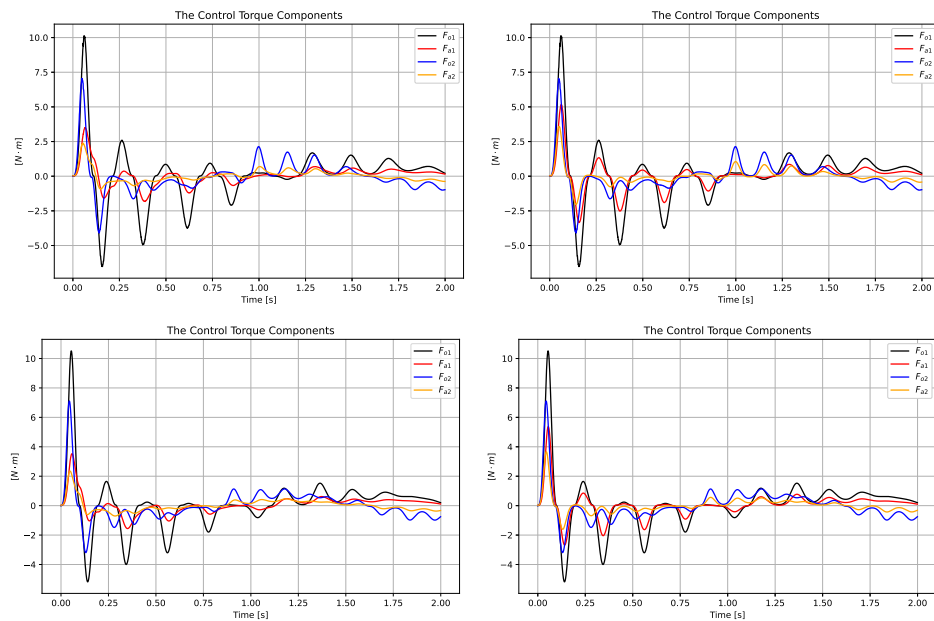 The Control Torque Components
10.0
7.5
5.0
2.5
0.0
−2.5
−5.0
[N · m]
F_{o1}
F_{a1}
F_{o2}
F_{a2}
0.00 0.25 0.50 0.75 1.00 1.25 1.50 1.75 2.00
Time [s]
The Control Torque Components
10.0
7.5
5.0
2.5
0.0
−2.5
−5.0
[N · m]
F_{o1}
F_{a1}
F_{o2}
F_{a2}
0.00 0.25 0.50 0.75 1.00 1.25 1.50 1.75 2.00
Time [s]
The Control Torque Components
10
8
6
4
2
0
−2
−4
[N · m]
F_{o1}
F_{a1}
F_{o2}
F_{a2}
0.00 0.25 0.50 0.75 1.00 1.25 1.50 1.75 2.00
Time [s]
The Control Torque Components
10
8
6
4
2
0
−2
−4
[N · m]
F_{o1}
F_{a1}
F_{o2}
F_{a2}
0.00 0.25 0.50 0.75 1.00 1.25 1.50 1.75 2.00
Time [s]